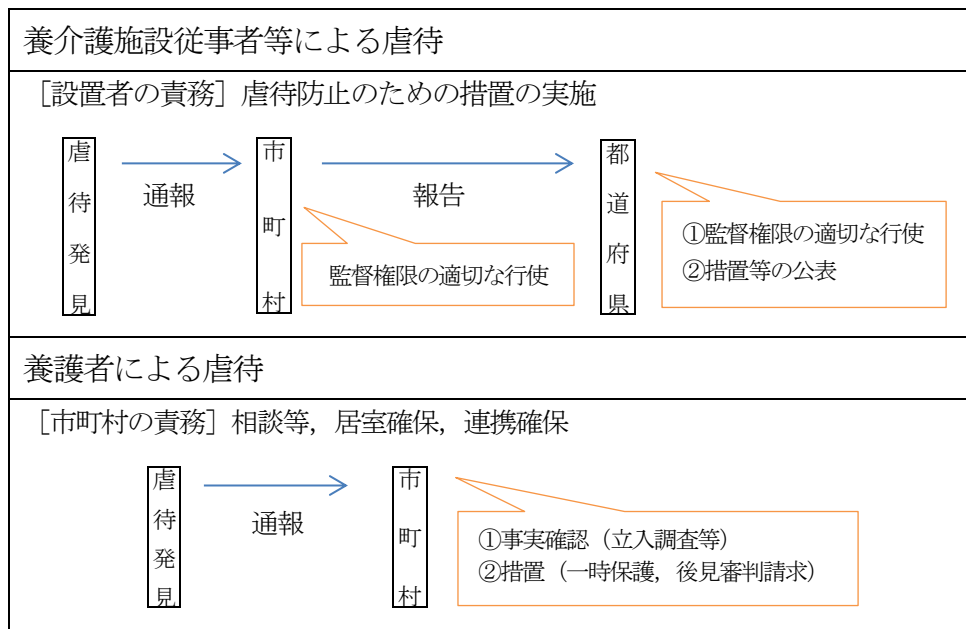 養介護施設従事者等による虐待
［設置者の責務］虐待防止のための措置の実施
虐待発見
通報
市町村
監督権限の適切な行使
報告
都道府県
①監督権限の適切な行使
②措置等の公表
養護者による虐待
［市町村の責務］相談等，居室確保，連携確保
虐待発見
通報
市町村
①事実確認（立入調査等）
②措置（一時保護，後見審判請求）